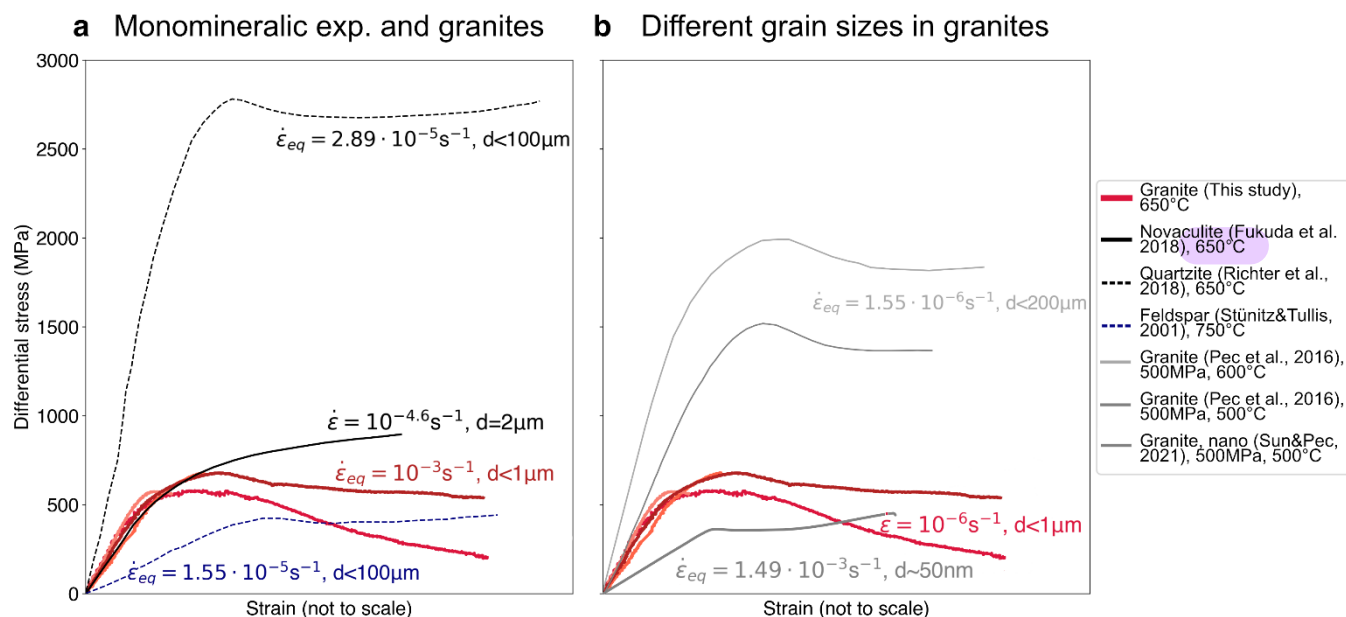 a Monomineralic exp. and granites
b Different grain sizes in granites
3000
2500
2000
1500
1000
500
0
Differential stress (MPa)
ε̇eq = 2.89 · 10⁻⁵s⁻¹, d<100µm
ε̇ = 10⁻⁴·⁶s⁻¹, d=2µm
ε̇eq = 10⁻³s⁻¹, d<1µm
ε̇eq = 1.55 · 10⁻⁵s⁻¹, d<100µm
Strain (not to scale)
ε̇eq = 1.55 · 10⁻⁶s⁻¹, d<200µm
ε̇ = 10⁻⁶s⁻¹, d<1µm
ε̇eq = 1.49 · 10⁻³s⁻¹, d~50nm
Strain (not to scale)
Granite (This study),
650°C
Novaculite (Fukuda et al.
2018), 650°C
Quartzite (Richter et al.,
2018), 650°C
Feldspar (Stünitz&Tullis,
2001), 750°C
Granite (Pec et al., 2016),
500MPa, 600°C
Granite (Pec et al., 2016),
500MPa, 500°C
Granite, nano (Sun&Pec,
2021), 500MPa, 500°C